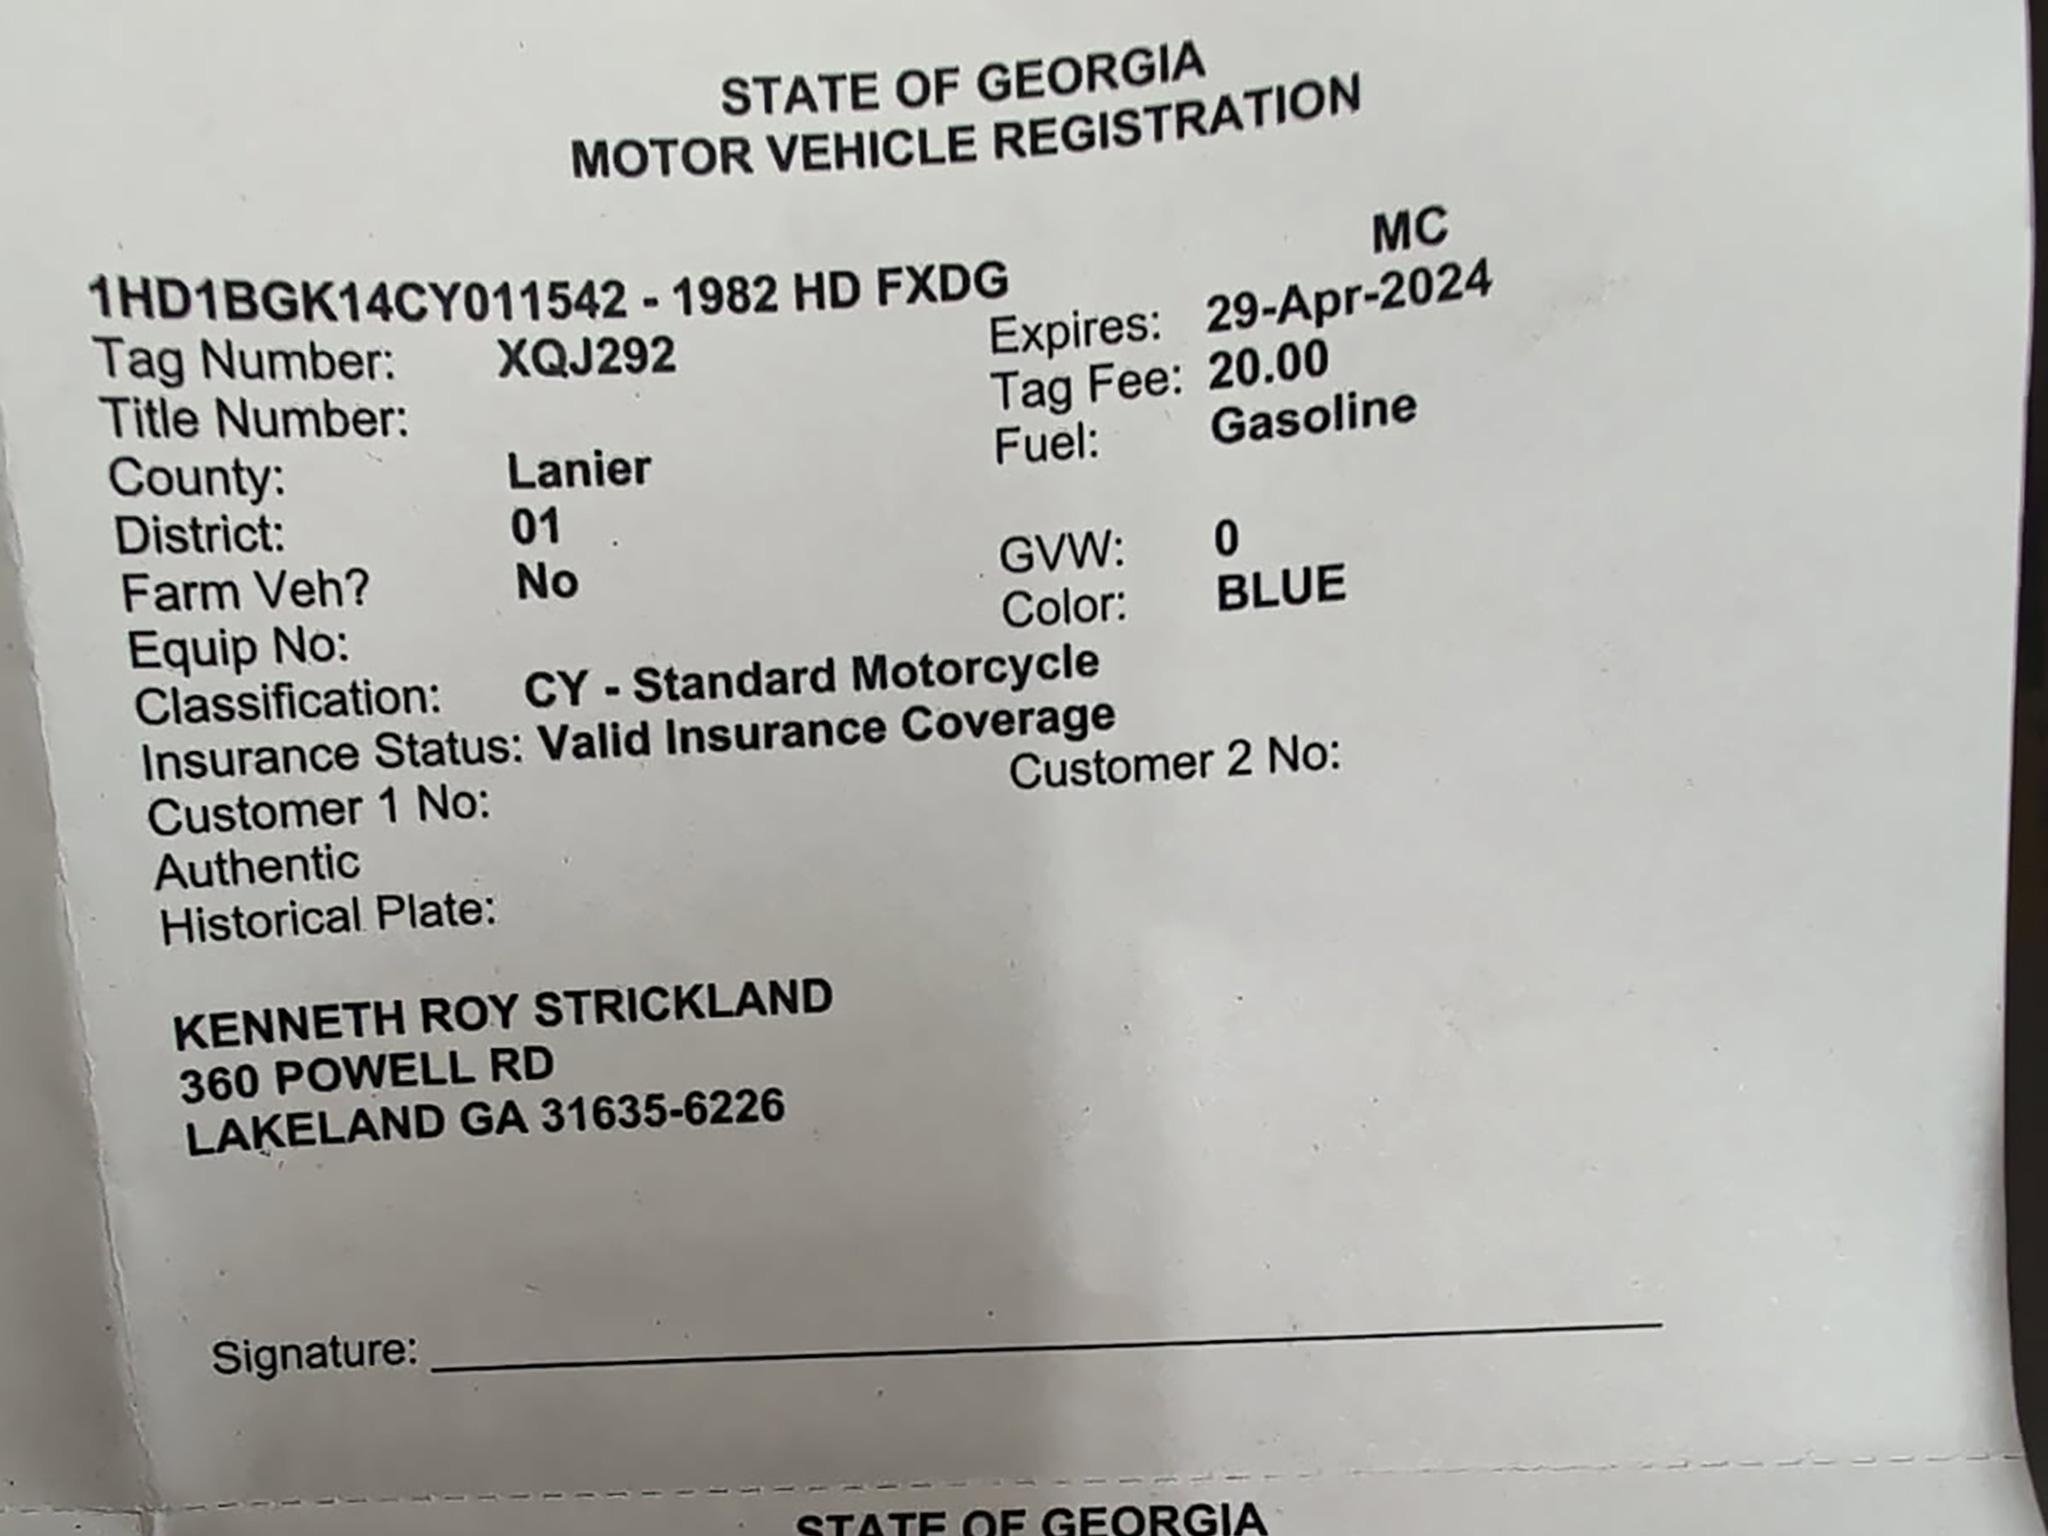 STATE OF GEORGIA
MOTOR VEHICLE REGISTRATION
MC
1HD1BGK14CY011542 - 1982 HD FXDG
Expires: 29-Apr-2024
Tag Number: XQJ292
Tag Fee: 20.00
Title Number:
Fuel: Gasoline
County: Lanier
District: 01
GVW: 0
Farm Veh? No
Color: BLUE
Equip No:
Classification: CY - Standard Motorcycle
Insurance Status: Valid Insurance Coverage
Customer 1 No: Customer 2 No:
Authentic
Historical Plate:
KENNETH ROY STRICKLAND
360 POWELL RD
LAKELAND GA 31635-6226
Signature:
STATE OF GEORGIA